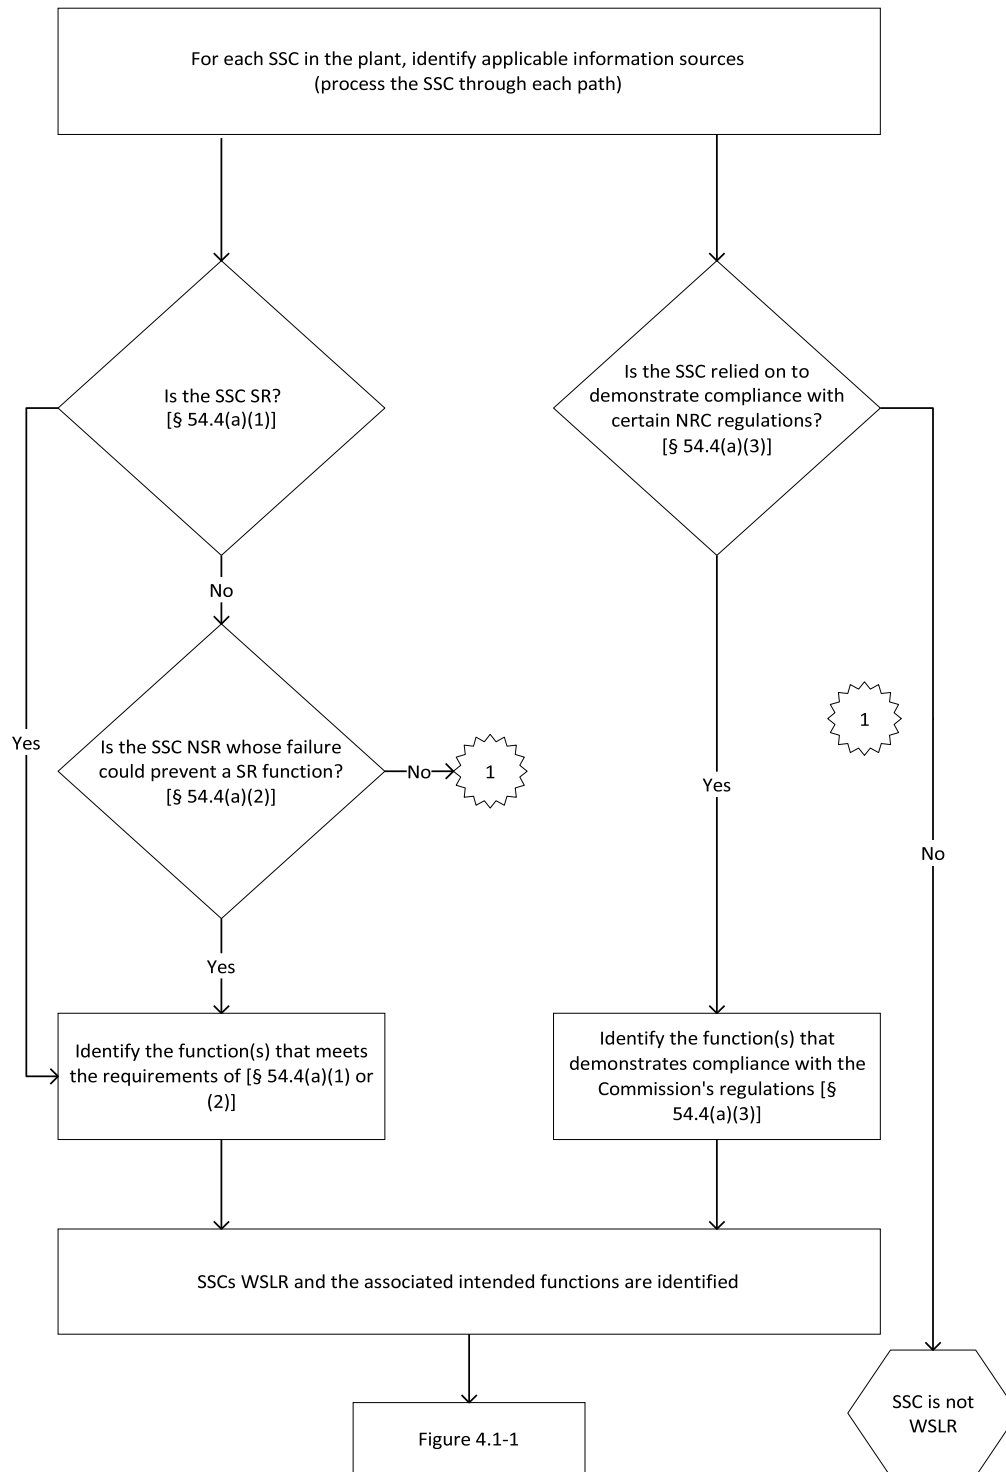 For each SSC in the plant, identify applicable information sources
(process the SSC through each path)
Is the SSC SR?
[§ 54.4(a)(1)]
Is the SSC relied on to
demonstrate compliance with
certain NRC regulations?
[§ 54.4(a)(3)]
No
Yes
Is the SSC NSR whose failure
could prevent a SR function?
[§ 54.4(a)(2)]
No
1
1
Yes
No
Yes
Identify the function(s) that meets
the requirements of [§ 54.4(a)(1) or
(2)]
Identify the function(s) that
demonstrates compliance with the
Commission's regulations [§
54.4(a)(3)]
SSCs WSLR and the associated intended functions are identified
SSC is not
WSLR
Figure 4.1-1